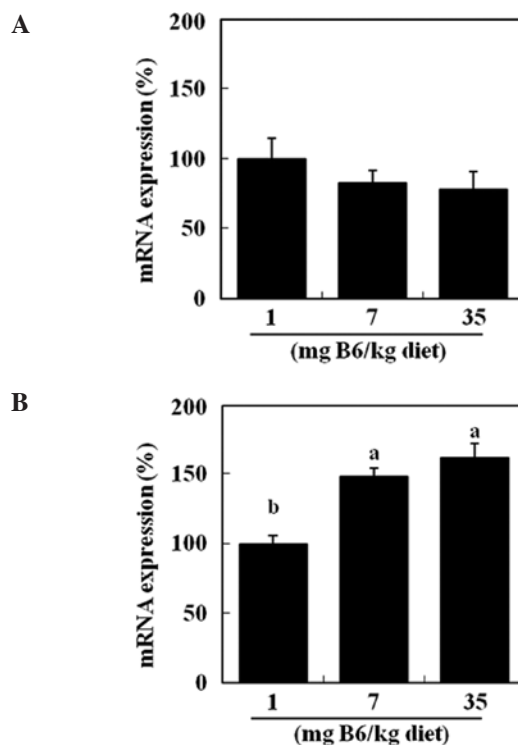 A
200
150
100
50
0
mRNA expression (%)
1 7 35
(mg B6/kg diet)
B
200
150
100
50
0
mRNA expression (%)
b a a
1 7 35
(mg B6/kg diet)